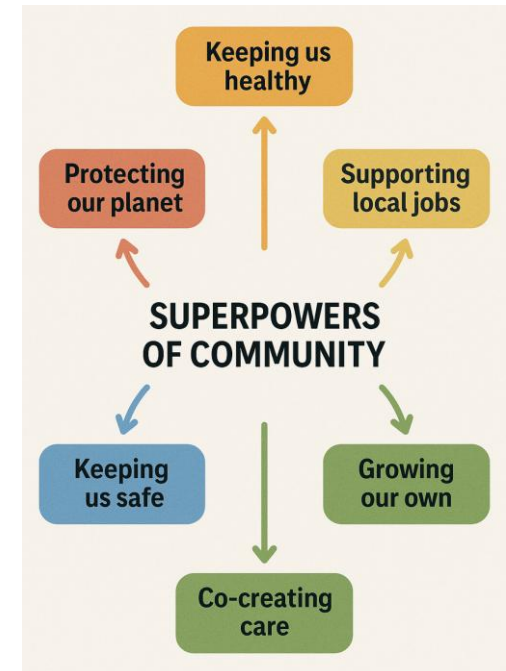 Keeping us
healthy
Protecting
our planet
Supporting
local jobs
SUPERPOWERS
OF COMMUNITY
Keeping
us safe
Growing
our own
Co-creating
care